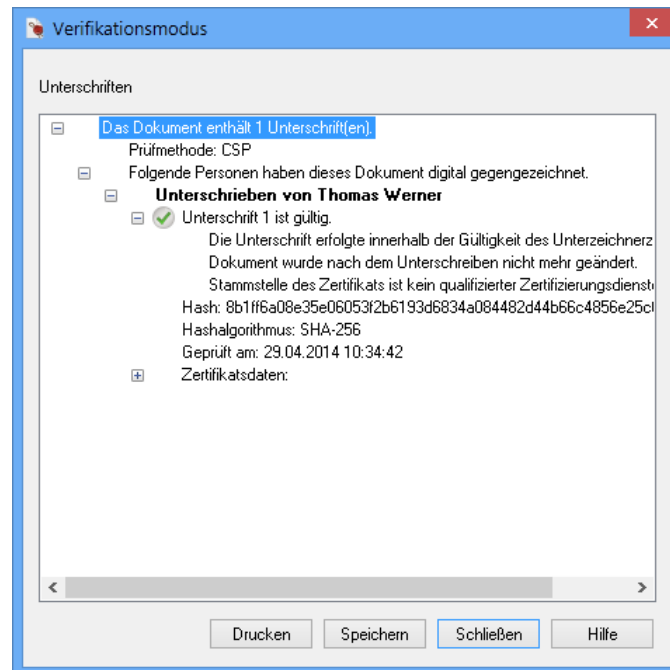 Verifikationsmodus
Unterschriften
Das Dokument enthält 1 Unterschrift(en).
Prüfmethode: CSP
Folgende Personen haben dieses Dokument digital gegengezeichnet.
Unterschrieben von Thomas Werner
Unterschrift 1 ist gültig.
Die Unterschrift erfolgte innerhalb der Gültigkeit des Unterzeichnerz
Dokument wurde nach dem Unterschreiben nicht mehr geändert.
Stammstelle des Zertifikats ist kein qualifizierter Zertifizierungsdienst
Hash: 8b1ff6a08e35e06053f2b6193d6834a084482d44b66c4856e25c
Hashalgorithmus: SHA-256
Geprüft am: 29.04.2014 10:34:42
Zertifikatsdaten:
Drucken Speichern Schließen Hilfe